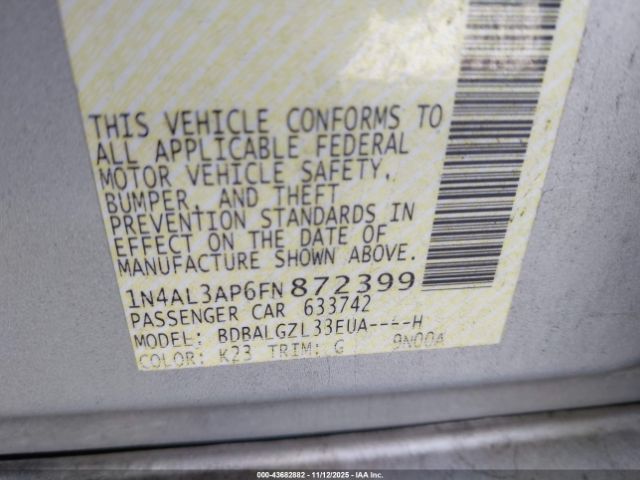 THIS VEHICLE CONFORMS TO
ALL APPLICABLE FEDERAL
MOTOR VEHICLE SAFETY,
BUMPER, AND THEFT
PREVENTION STANDARDS IN
EFFECT ON THE DATE OF
MANUFACTURE SHOWN ABOVE.
1N4AL3AP6FN872399
PASSENGER CAR 633742
MODEL: BDBALGZL33EUA----H
COLOR: K23 TRIM: G 9N00A
000-43682882 - 11/12/2025 - IAA Inc.